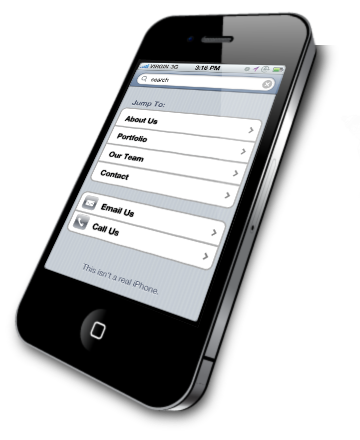 VIRGIN 3G 3:16 PM
search
Jump To:
About Us
Portfolio
Our Team
Contact
Email Us
Call Us
This isn't a real iPhone.